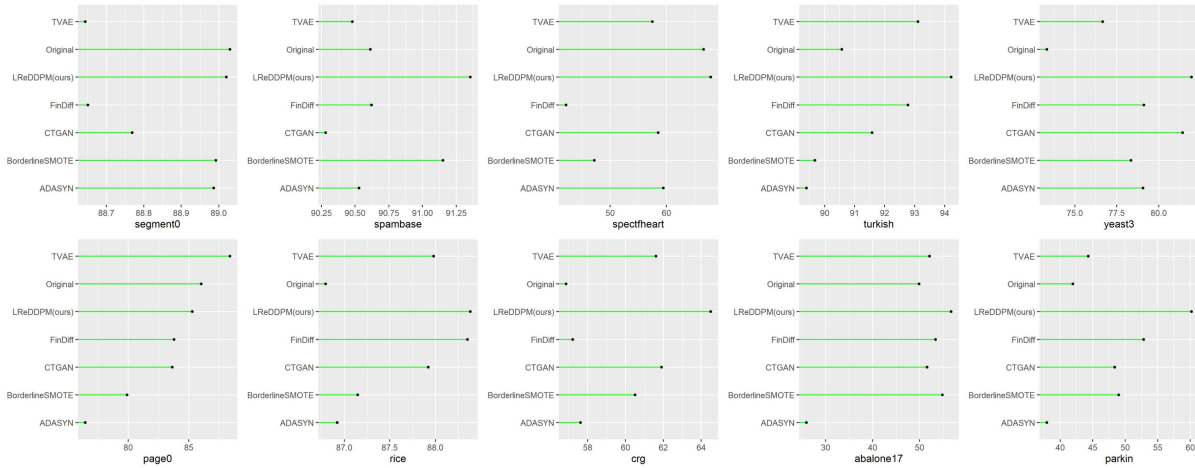 TVAE
Original
LReDDPM(ours)
FinDiff
CTGAN
BorderlineSMOTE
ADASYN
88.7 88.8 88.9 89.0
segment0
TVAE
Original
LReDDPM(ours)
FinDiff
CTGAN
BorderlineSMOTE
ADASYN
90.25 90.50 90.75 91.00 91.25
spambase
TVAE
Original
LReDDPM(ours)
FinDiff
CTGAN
BorderlineSMOTE
ADASYN
50 60
spectfheart
TVAE
Original
LReDDPM(ours)
FinDiff
CTGAN
BorderlineSMOTE
ADASYN
90 91 92 93 94
turkish
TVAE
Original
LReDDPM(ours)
FinDiff
CTGAN
BorderlineSMOTE
ADASYN
75.0 77.5 80.0
yeast3
TVAE
Original
LReDDPM(ours)
FinDiff
CTGAN
BorderlineSMOTE
ADASYN
80 85
page0
TVAE
Original
LReDDPM(ours)
FinDiff
CTGAN
BorderlineSMOTE
ADASYN
87.0 87.5 88.0
rice
TVAE
Original
LReDDPM(ours)
FinDiff
CTGAN
BorderlineSMOTE
ADASYN
58 60 62 64
crg
TVAE
Original
LReDDPM(ours)
FinDiff
CTGAN
BorderlineSMOTE
ADASYN
30 40 50
abalone17
TVAE
Original
LReDDPM(ours)
FinDiff
CTGAN
BorderlineSMOTE
ADASYN
40 45 50 55 60
parkin